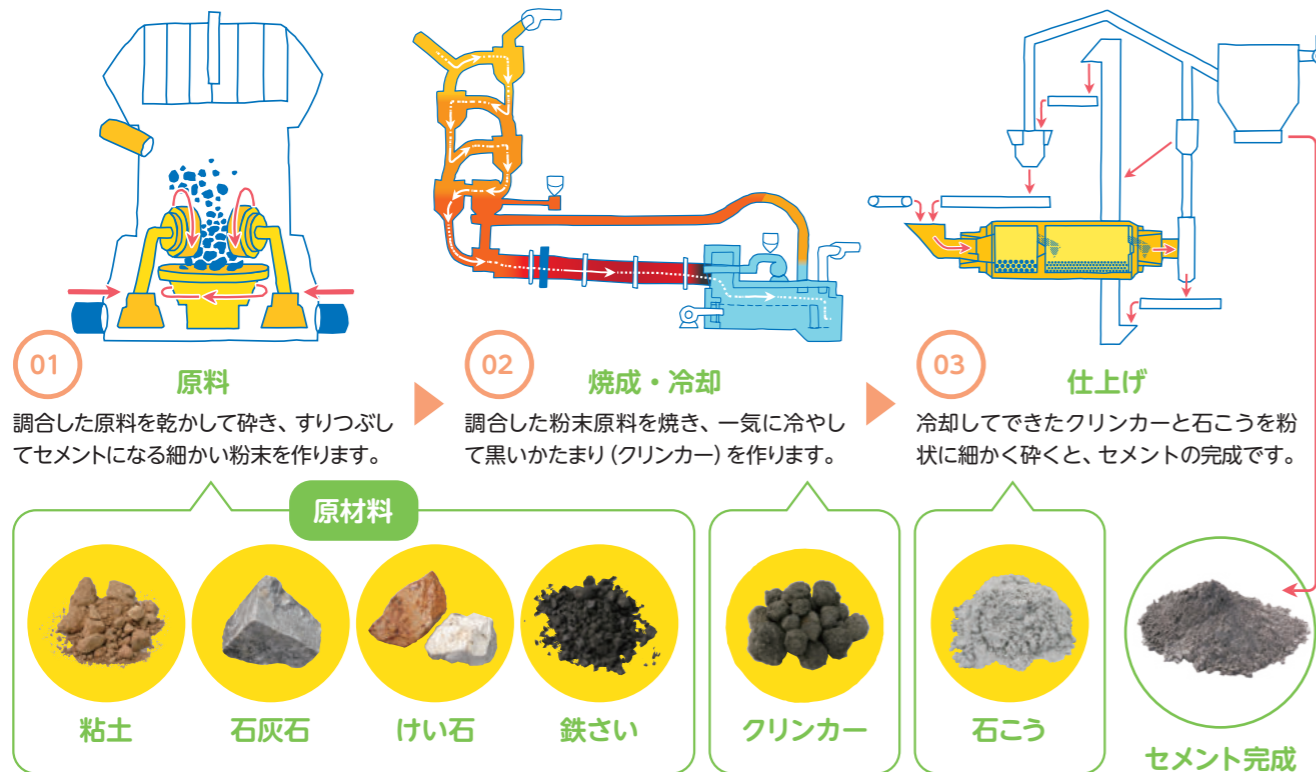 01
原料
調合した原料を乾かして砕き、すりつぶし
てセメントになる細かい粉末を作ります。
02
焼成・冷却
調合した粉末原料を焼き、一気に冷やし
て黒いかたまり(クリンカー)を作ります。
03
仕上げ
冷却してできたクリンカーと石こうを粉
状に細かく砕くと、セメントの完成です。
原材料
粘土
石灰石
けい石
鉄さい
クリンカー
石こう
セメント完成